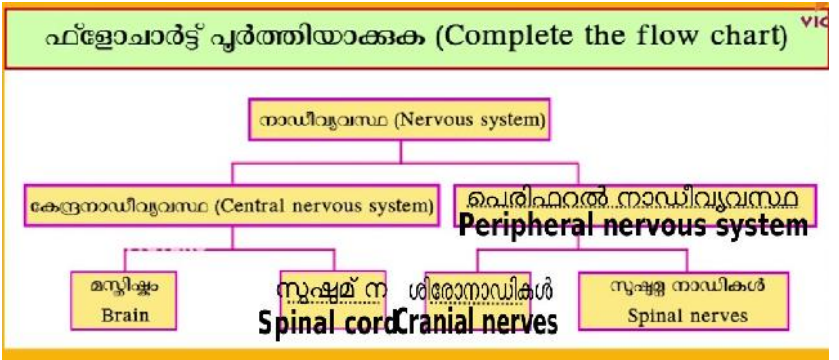 ഫ്ളോചാർട്ട് പൂർത്തിയാക്കുക (Complete the flow chart)
നാഡീവ്യവസ്ഥ (Nervous system)
കേന്ദ്രനാഡീവ്യവസ്ഥ (Central nervous system)
പെരിഫറൽ നാഡീവ്യവസ്ഥ
Peripheral nervous system
മസ്തിഷ്കം
Brain
സുഷുമ് ന
Spinal cord
ശിരോനാഡികൾ
Cranial nerves
സുഷുമ്ന നാഡികൾ
Spinal nerves